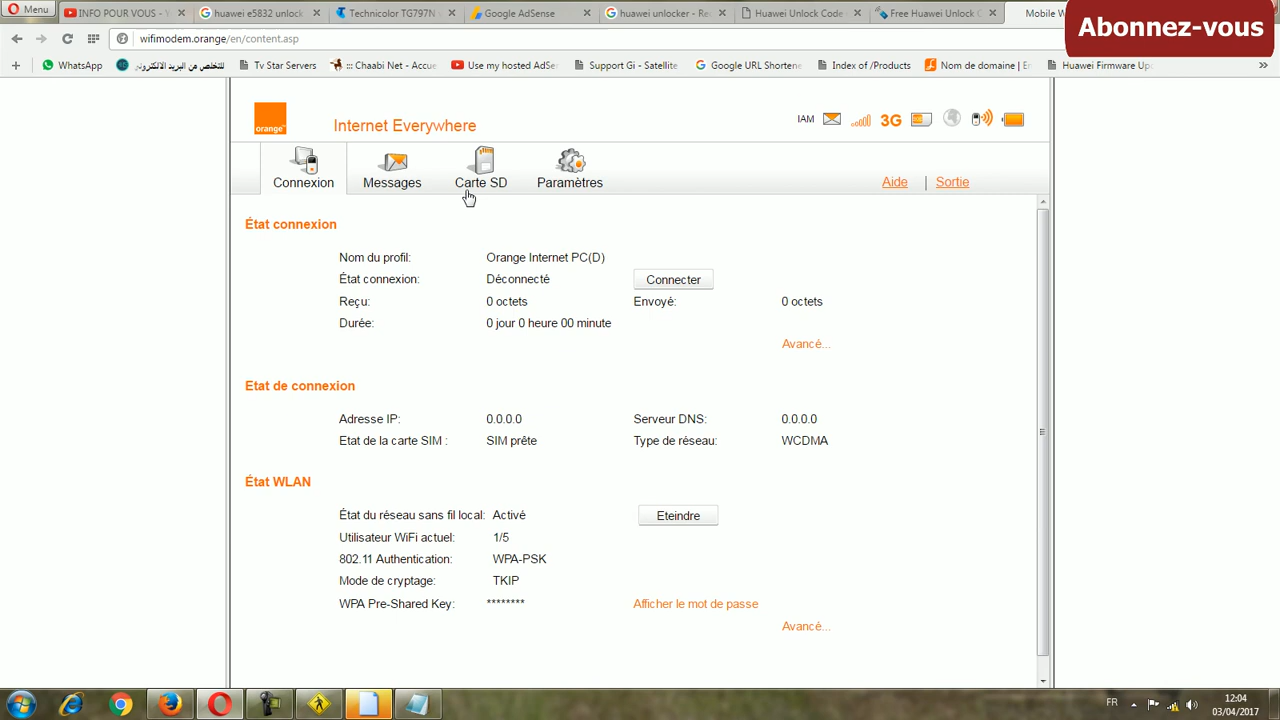 Menu
INFO POUR VOUS - Y
huawei e5832 unlock
Technicolor TG797N v
Google AdSense
huawei unlocker - Re
Huawei Unlock Code
Free Huawei Unlock C
Mobile W
Abonnez-vous
wifimodem.orange/en/content.asp
WhatsApp
للتخلص من البريد الالكتروني
Tv Star Servers
::: Chaabi Net - Accue
Use my hosted AdSe
Support Gi - Satellite
Google URL Shortene
Index of /Products
Nom de domaine | En
Huawei Firmware Up
orange
Internet Everywhere
IAM
3G
Connexion
Messages
Carte SD
Paramètres
Aide | Sortie
État connexion
Nom du profil: Orange Internet PC(D)
État connexion: Déconnecté Connecter
Reçu: 0 octets Envoyé: 0 octets
Durée: 0 jour 0 heure 00 minute
Avancé...
Etat de connexion
Adresse IP: 0.0.0.0 Serveur DNS: 0.0.0.0
Etat de la carte SIM : SIM prête Type de réseau: WCDMA
État WLAN
État du réseau sans fil local: Activé Eteindre
Utilisateur WiFi actuel: 1/5
802.11 Authentication: WPA-PSK
Mode de cryptage: TKIP
WPA Pre-Shared Key: ******** Afficher le mot de passe
Avancé...
FR
12:04
03/04/2017